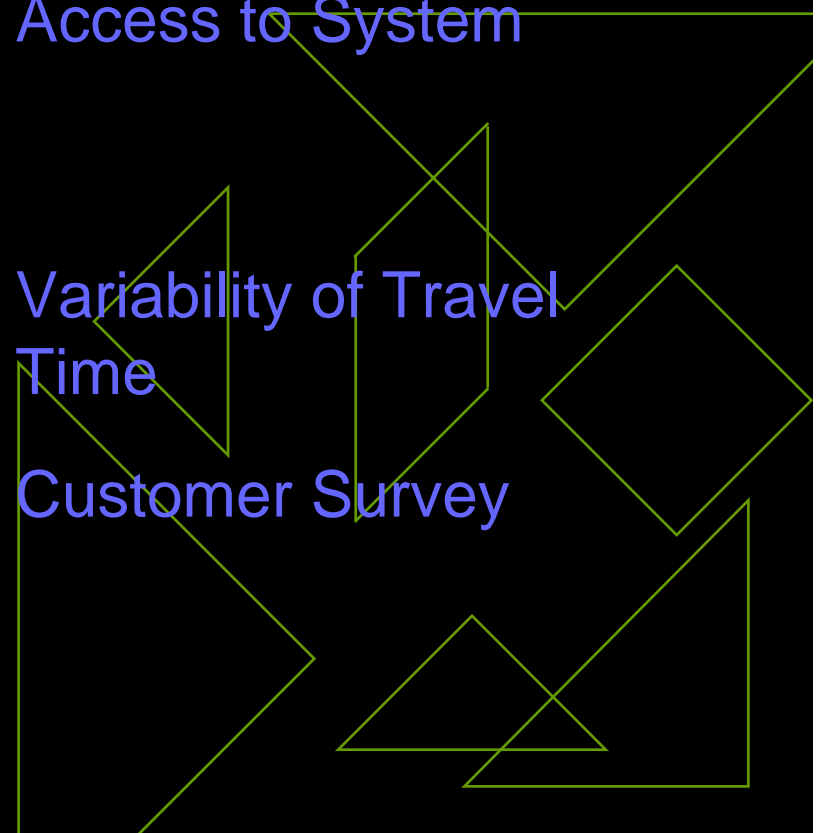 Access to System
Variability of Travel
Time
Customer Survey